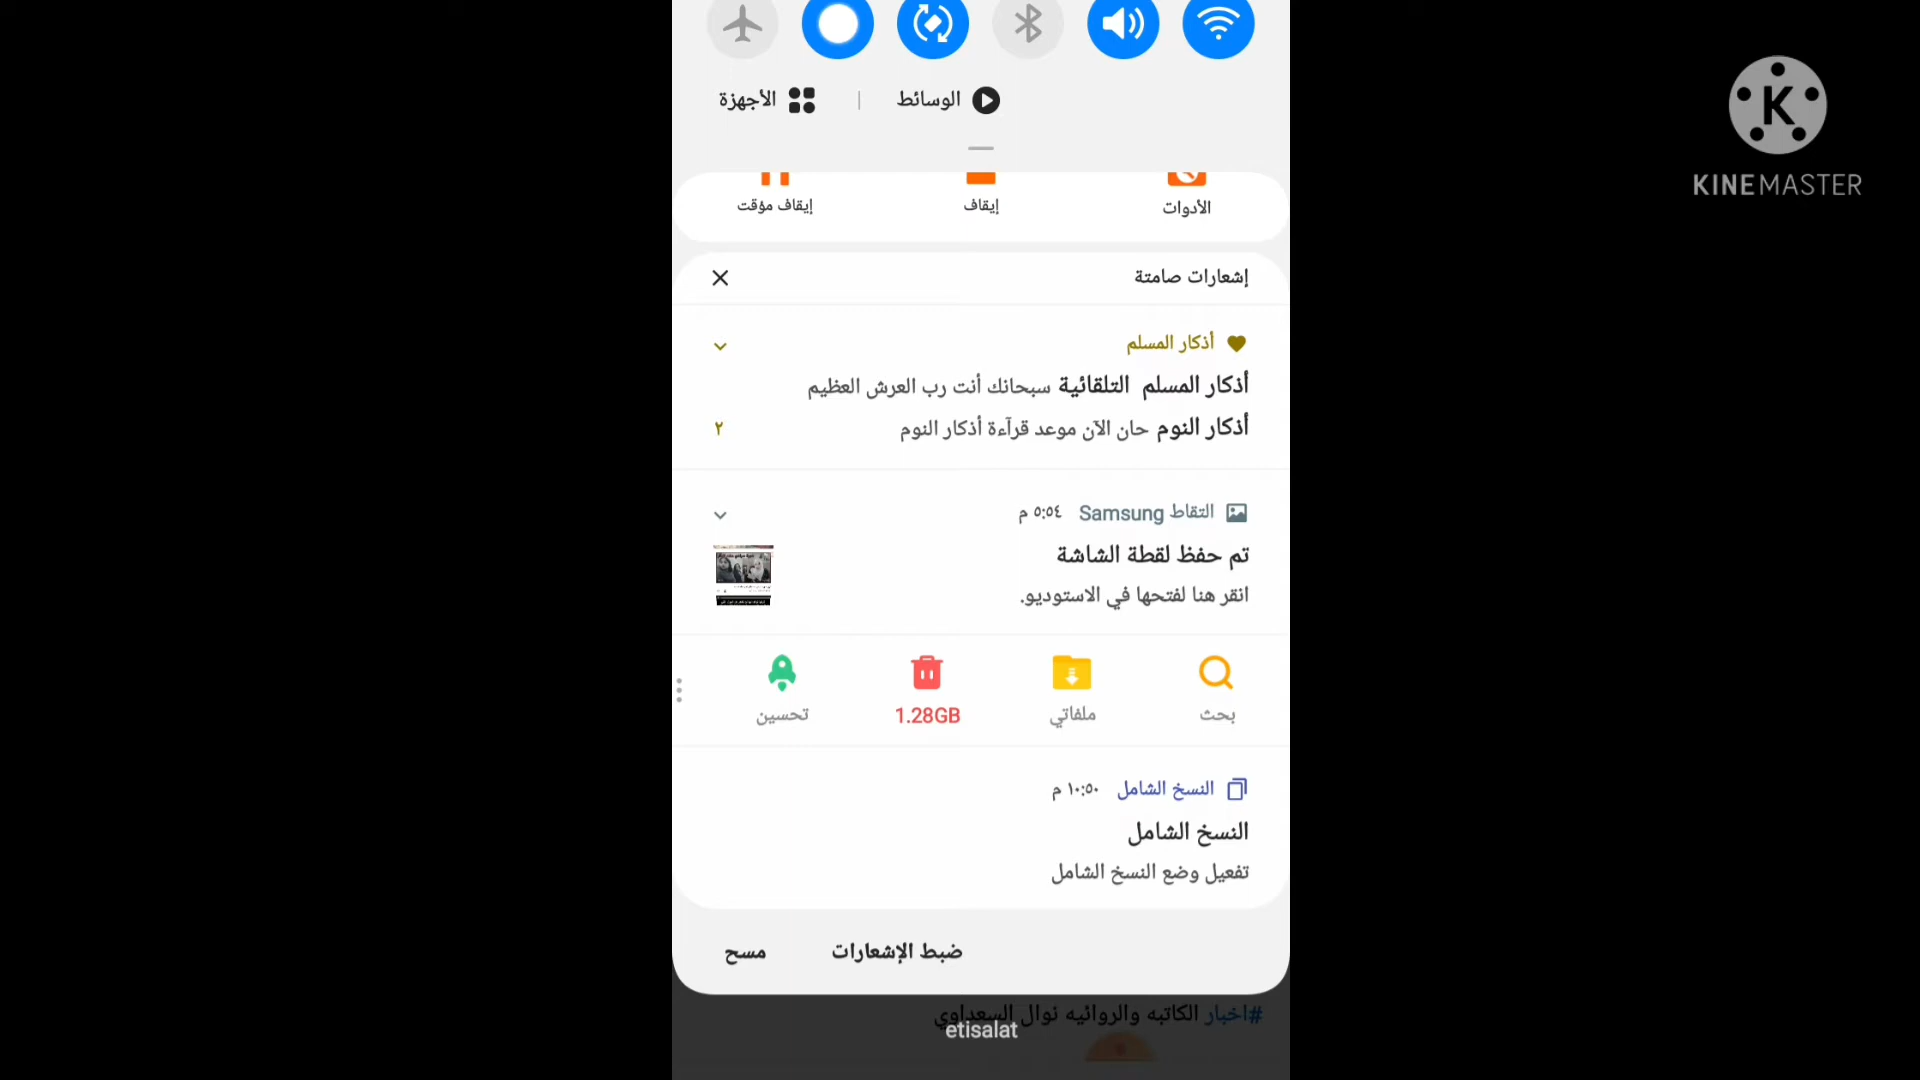 الوسائط | الأجهزة
الأدوات
إيقاف
إيقاف مؤقت
إشعارات صامتة
أذكار المسلم
أذكار المسلم التلقائية سبحانك أنت رب العرش العظيم
أذكار النوم حان الآن موعد قرآءة أذكار النوم ٢
التقاط Samsung ٥:٥٤ م
تم حفظ لقطة الشاشة
انقر هنا لفتحها في الاستوديو.
بحث
ملفاتي
1.28GB
تحسين
النسخ الشامل ١٠:٥٠ م
النسخ الشامل
تفعيل وضع النسخ الشامل
ضبط الإشعارات
مسح
#اخبار الكاتبه والروائيه نوال السعداوي
etisalat
K
KINEMASTER